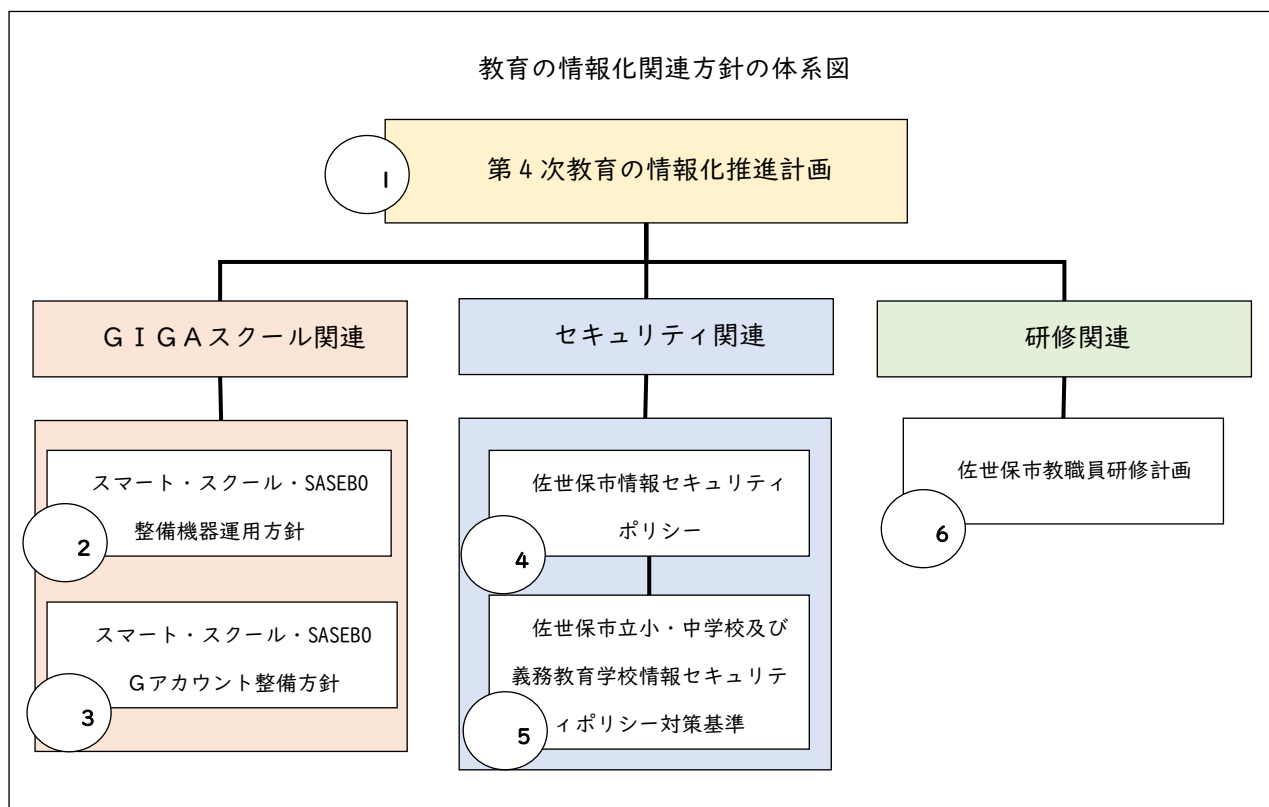 教育の情報化関連方針の体系図
1
第4次教育の情報化推進計画
GIGAスクール関連
セキュリティ関連
研修関連
スマート・スクール・SASEBO
整備機器運用方針
2
スマート・スクール・SASEBO
Gアカウント整備方針
3
佐世保市情報セキュリティ
ポリシー
4
佐世保市立小・中学校及び
義務教育学校情報セキュリテ
ィポリシー対策基準
5
佐世保市教職員研修計画
6